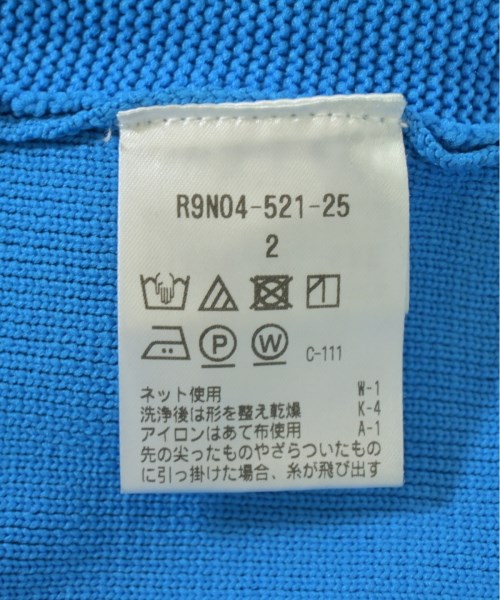 R9N04-521-25
2
P W C-111
ネット使用 W-1
洗浄後は形を整え乾燥 K-4
アイロンはあて布使用 A-1
先の尖ったものやざらついたもの
に引っ掛けた場合、糸が飛び出す